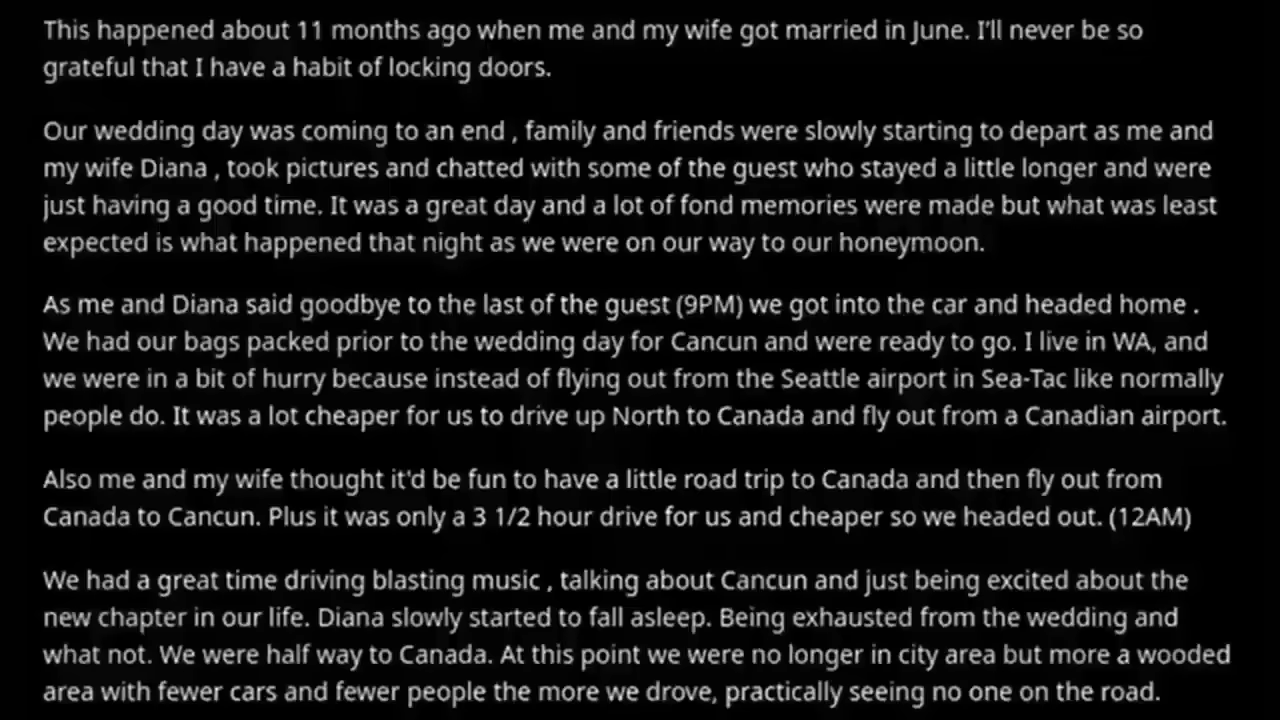 This happened about 11 months ago when me and my wife got married in June. I'll never be so
grateful that I have a habit of locking doors.
Our wedding day was coming to an end , family and friends were slowly starting to depart as me and
my wife Diana , took pictures and chatted with some of the guest who stayed a little longer and were
just having a good time. It was a great day and a lot of fond memories were made but what was least
expected is what happened that night as we were on our way to our honeymoon.
As me and Diana said goodbye to the last of the guest (9PM) we got into the car and headed home .
We had our bags packed prior to the wedding day for Cancun and were ready to go. I live in WA, and
we were in a bit of hurry because instead of flying out from the Seattle airport in Sea-Tac like normally
people do. It was a lot cheaper for us to drive up North to Canada and fly out from a Canadian airport.
Also me and my wife thought it'd be fun to have a little road trip to Canada and then fly out from
Canada to Cancun. Plus it was only a 3 1/2 hour drive for us and cheaper so we headed out. (12AM)
We had a great time driving blasting music , talking about Cancun and just being excited about the
new chapter in our life. Diana slowly started to fall asleep. Being exhausted from the wedding and
what not. We were half way to Canada. At this point we were no longer in city area but more a wooded
area with fewer cars and fewer people the more we drove, practically seeing no one on the road.